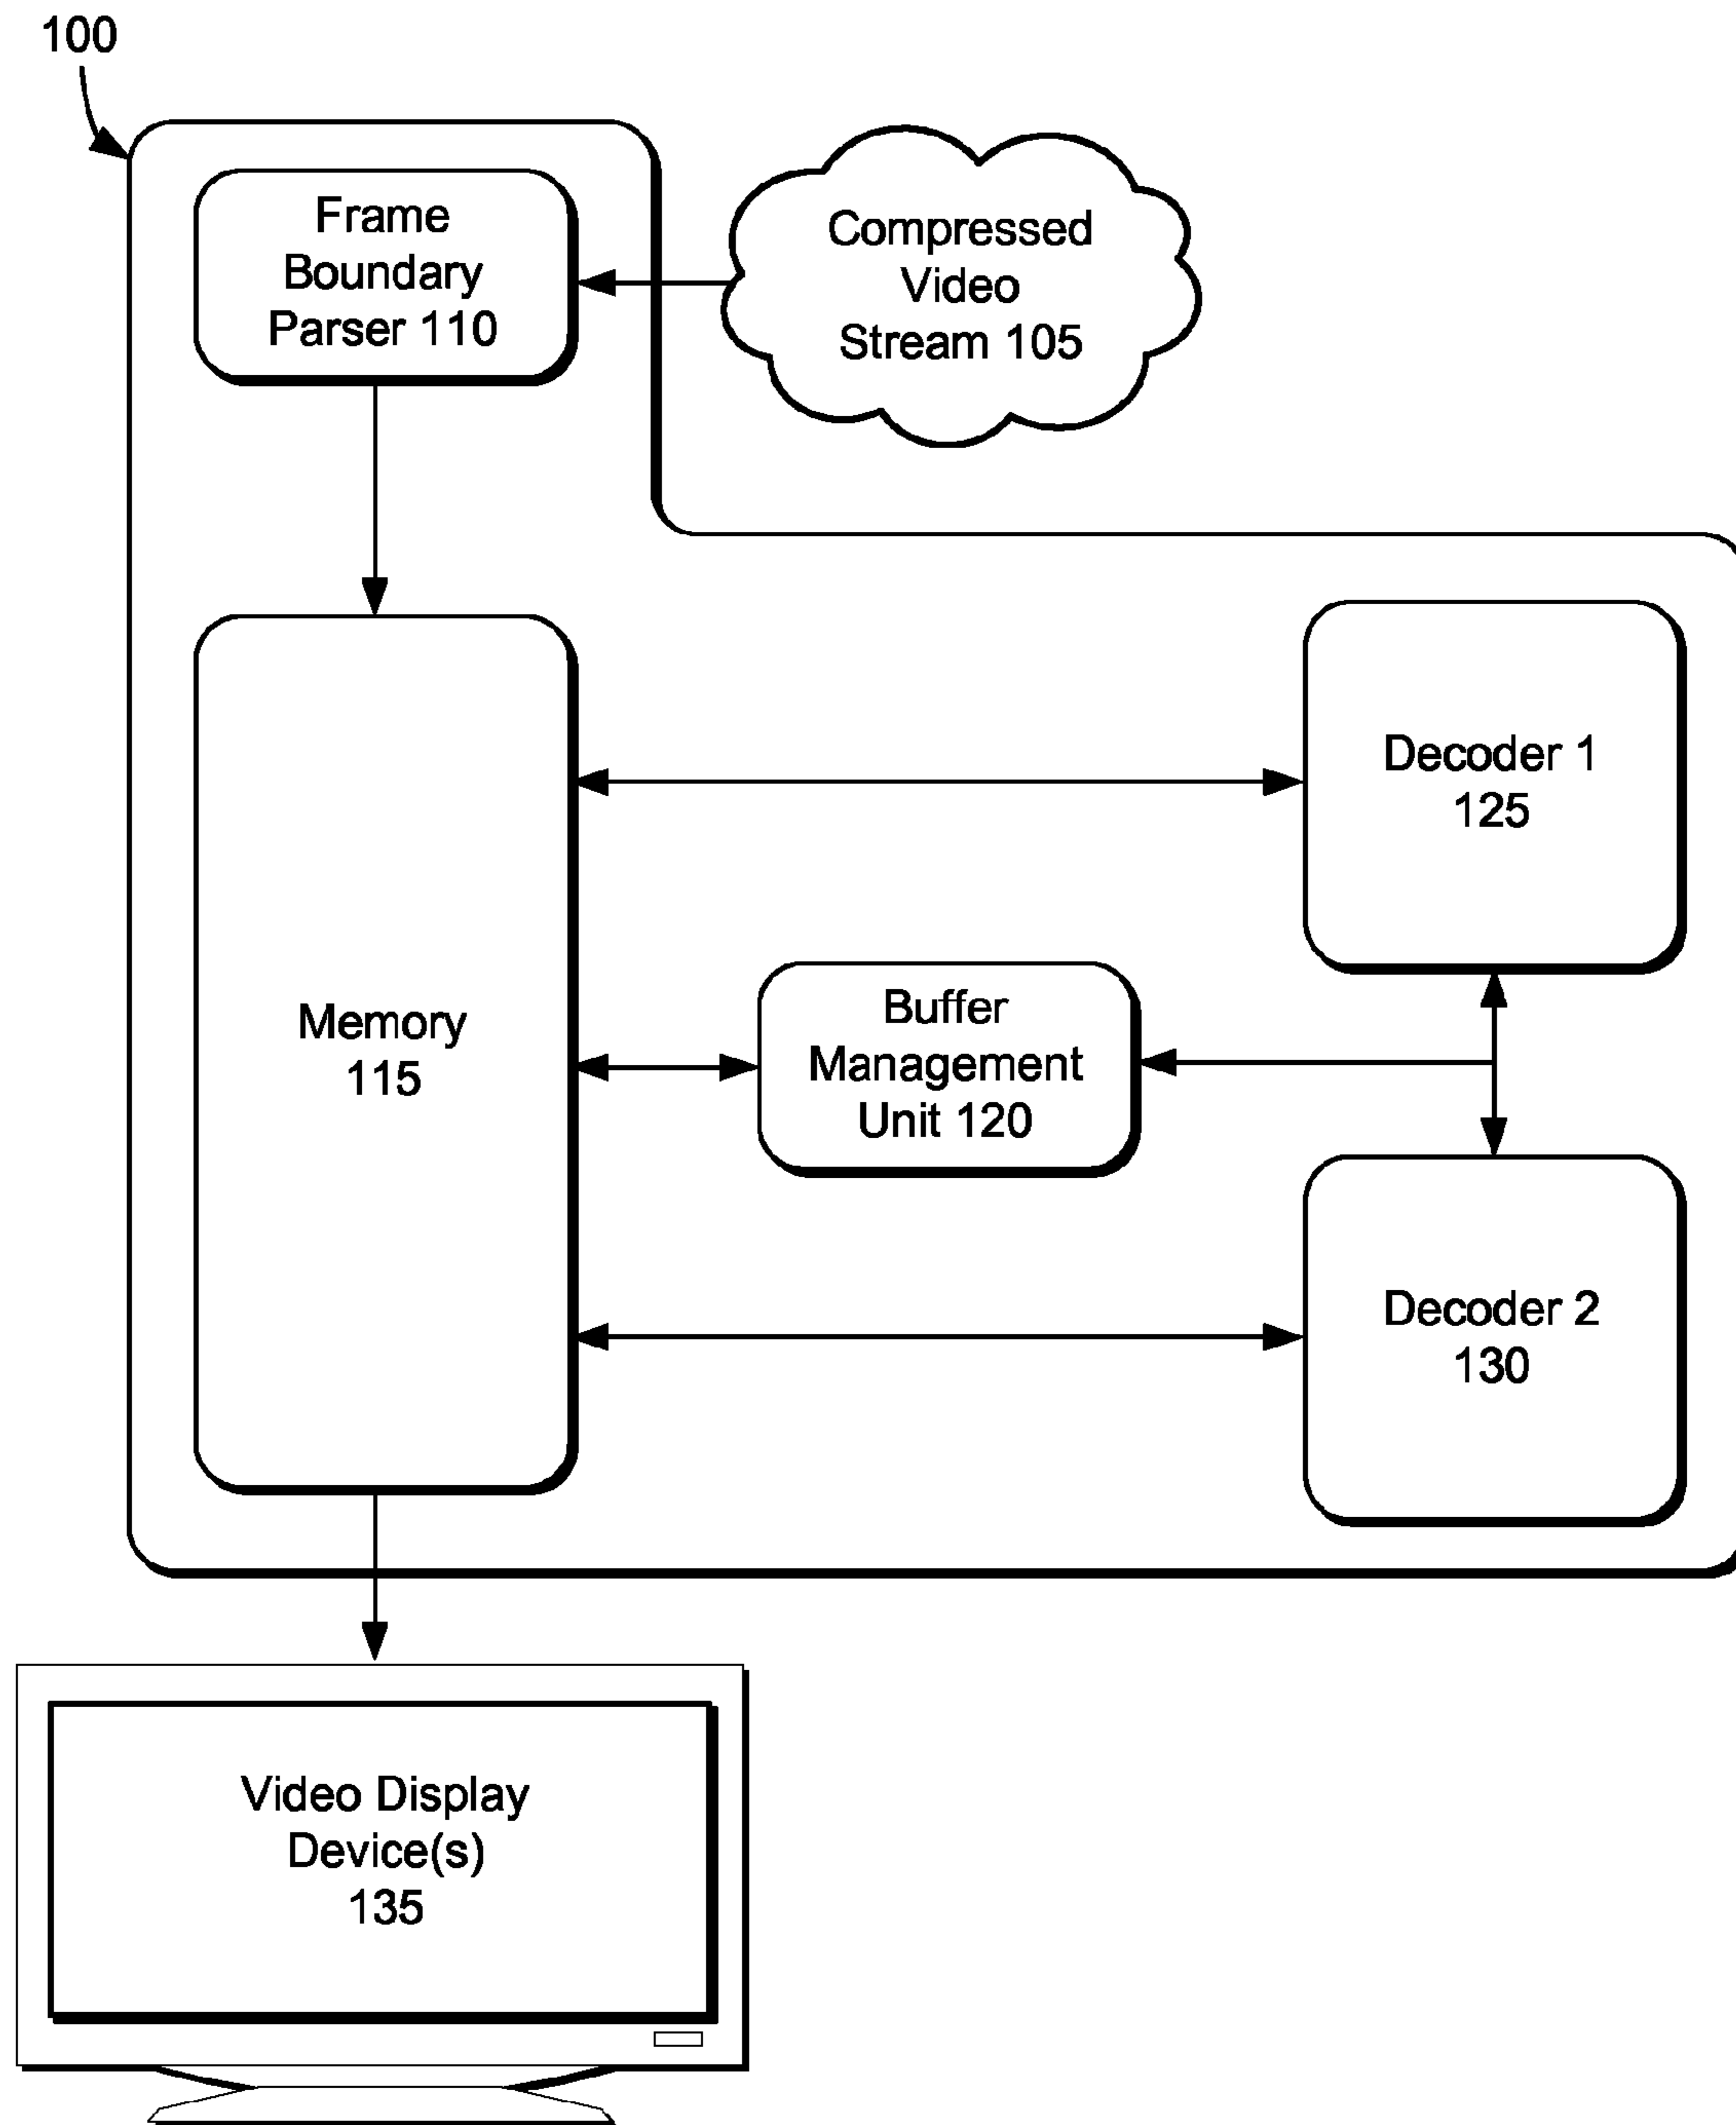 100
Frame
Boundary
Parser 110
Compressed
Video
Stream 105
Memory
115
Decoder 1
125
Buffer
Management
Unit 120
Decoder 2
130
Video Display
Device(s)
135